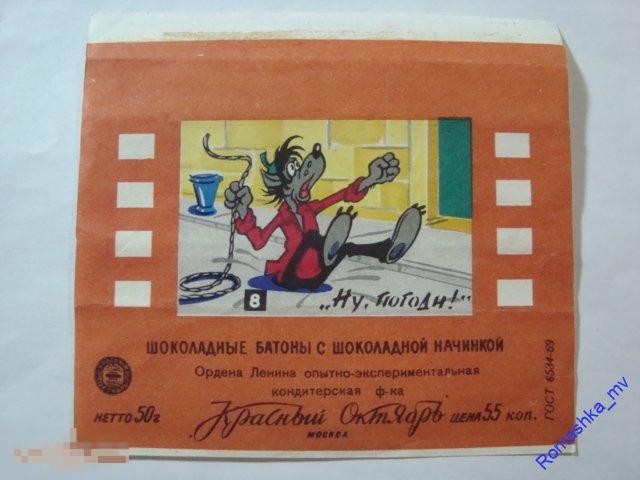 8
„Ну, погоди!"
ШОКОЛАДНЫЕ БАТОНЫ С ШОКОЛАДНОЙ НАЧИНКОЙ
Ордена Ленина опытно-экспериментальная
кондитерская ф-ка
НЕТТО 50г
Красный Октябрь
ЦЕНА 55 коп.
МОСКВА
ГОСТ 6534-69
Romashka_mv